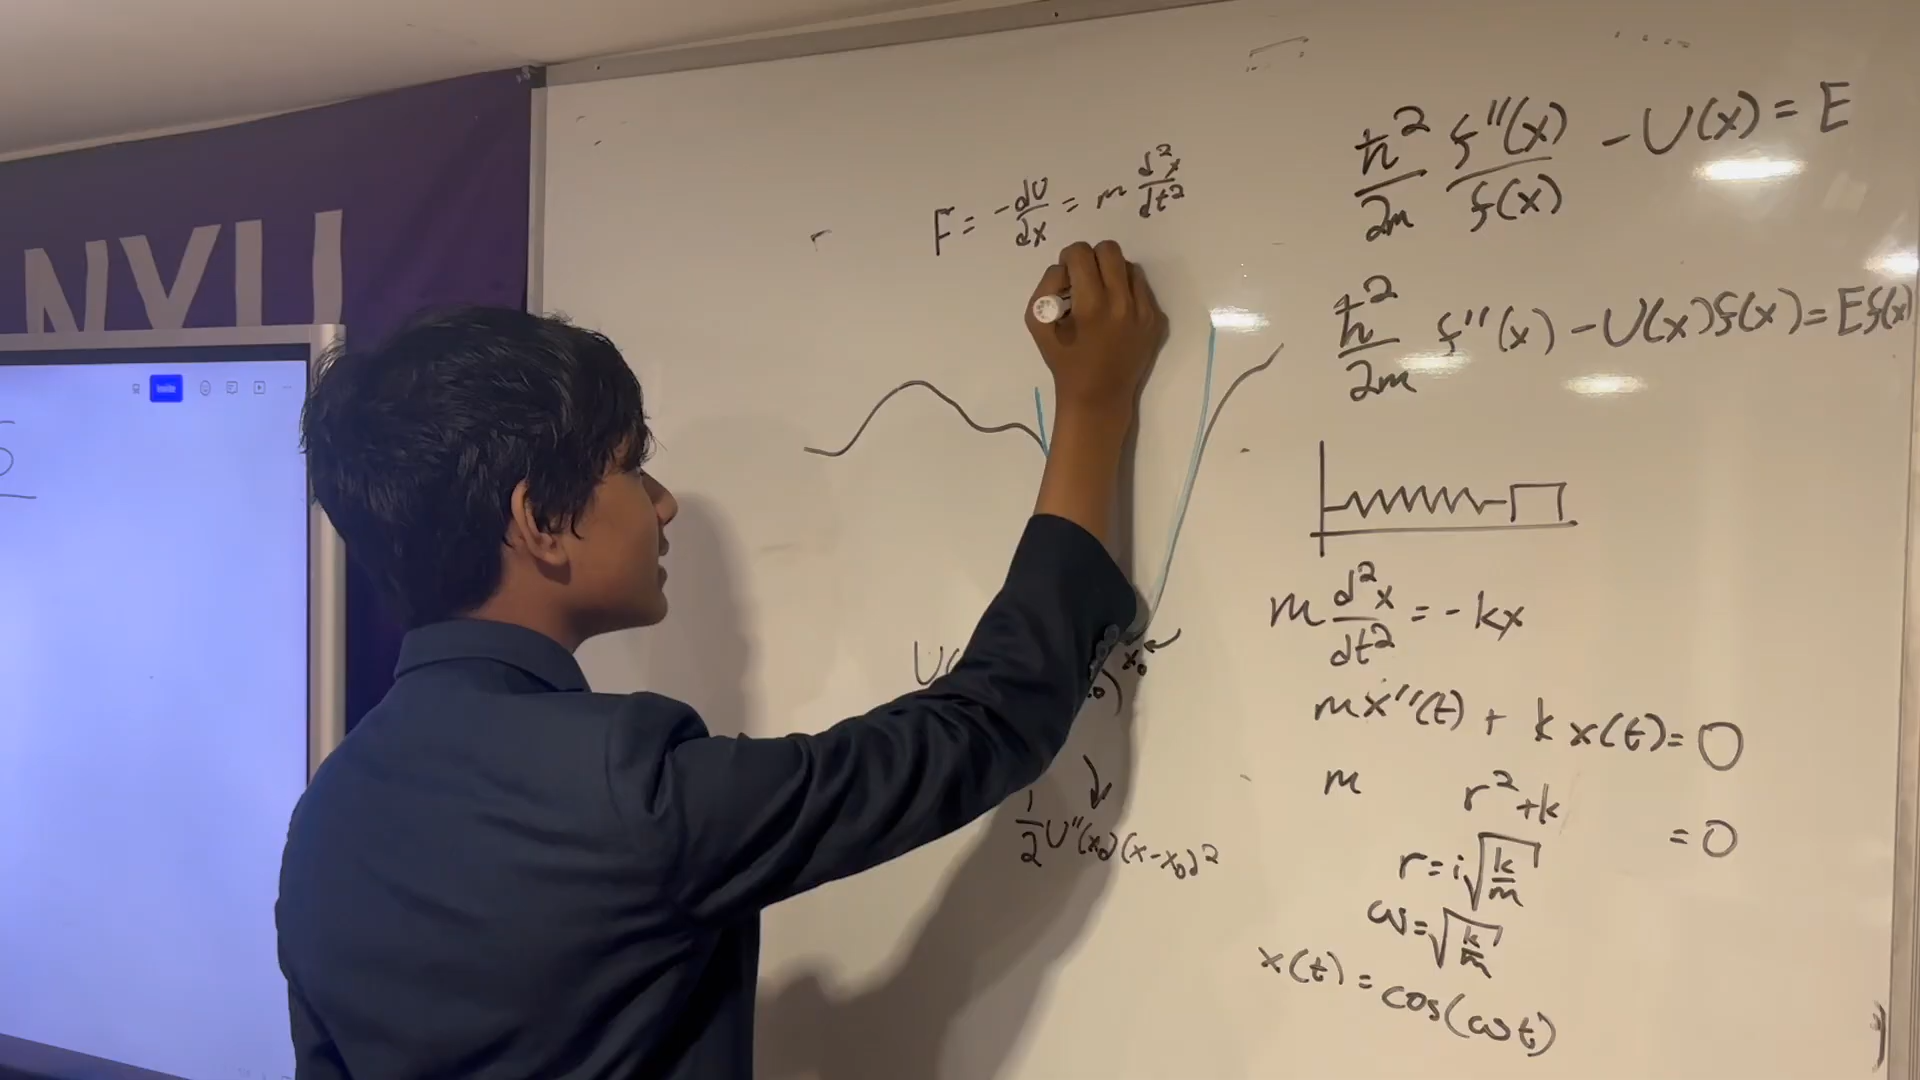 NYU
F = -dU/dx = m d²x/dt²
1/2 U''(x₀)(x-x₀)²
x₀
ħ²/2m f''(x)/f(x) - U(x) = E
ħ²/2m f''(x) - U(x)f(x) = Ef(x)
m d²x/dt² = -kx
mx''(t) + kx(t) = 0
m r²+k = 0
r = i√(k/m)
ω = √(k/m)
x(t) = cos(ωt)